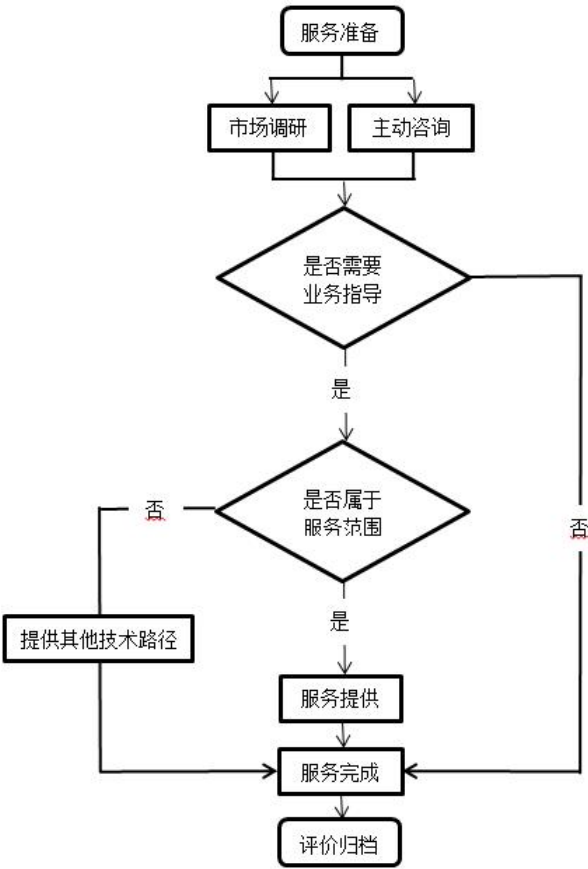 服务准备
市场调研
主动咨询
是否需要
业务指导
是
是否属于
服务范围
否
否
提供其他技术路径
是
服务提供
服务完成
评价归档